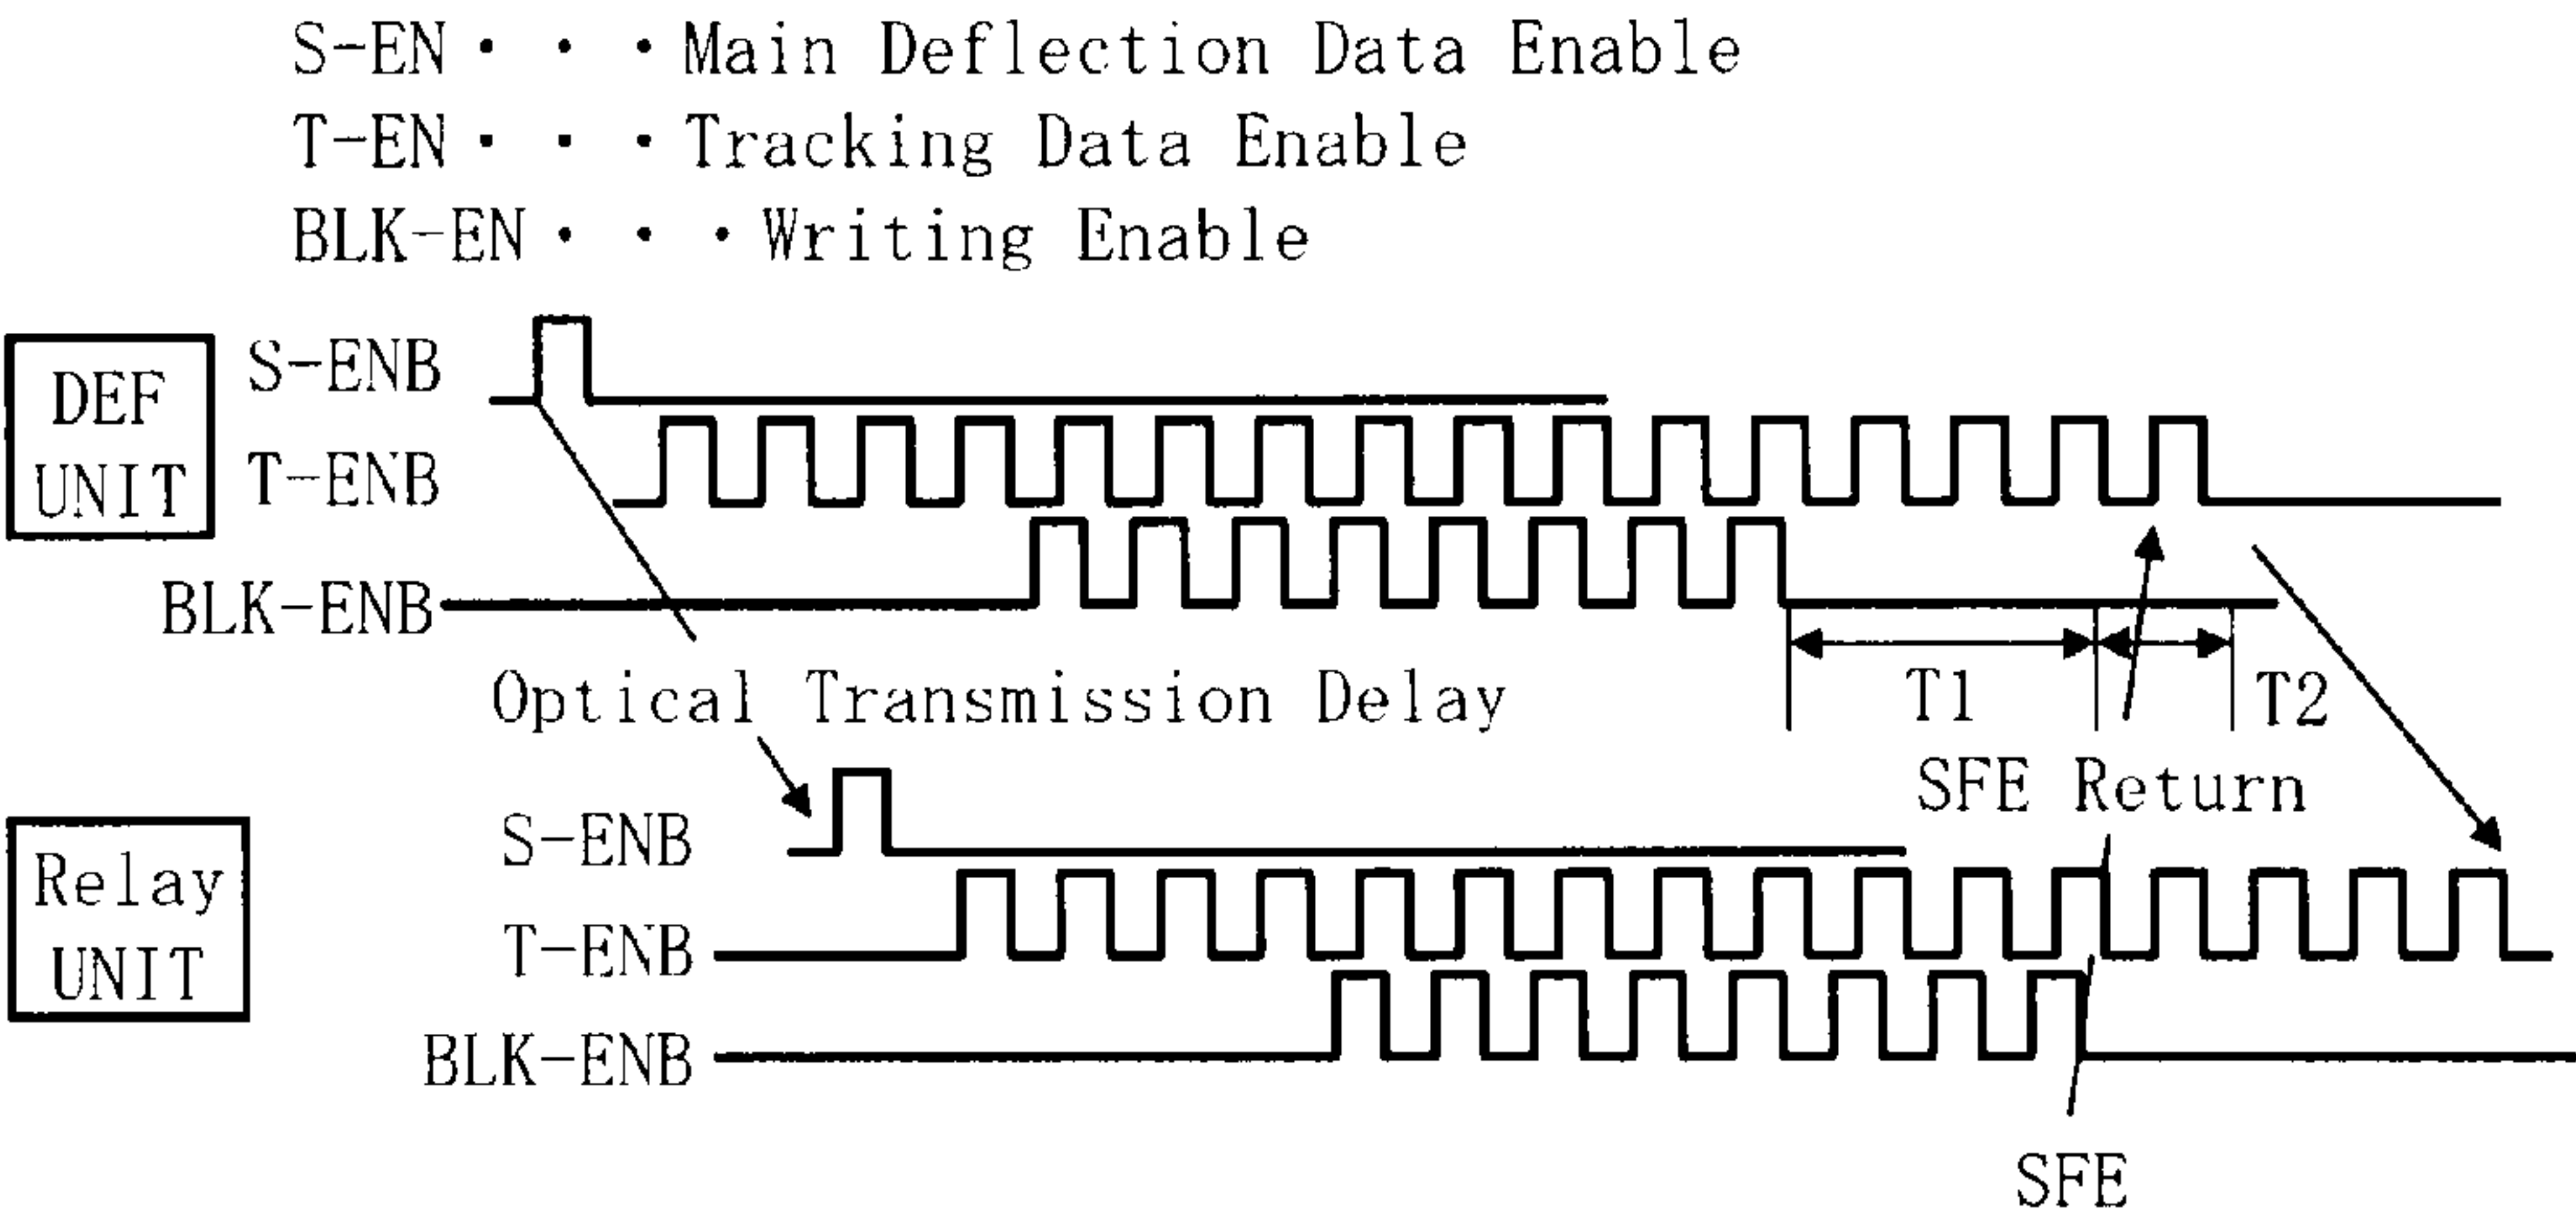 S-EN・・・Main Deflection Data Enable
T-EN・・・Tracking Data Enable
BLK-EN・・・Writing Enable
DEF
UNIT
S-ENB
T-ENB
BLK-ENB
T1
T2
Optical Transmission Delay
SFE Return
Relay
UNIT
S-ENB
T-ENB
BLK-ENB
SFE